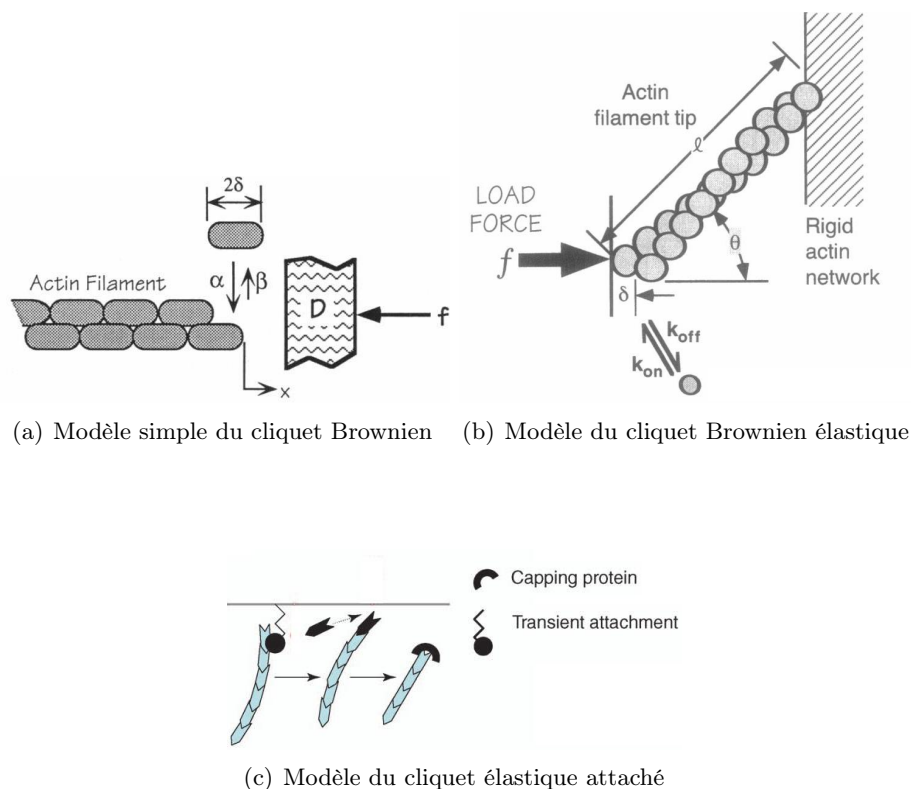 2δ
Actin Filament
α
β
D
f
x
(a) Modèle simple du cliquet Brownien
Actin
filament tip
ℓ
LOAD
FORCE
f
θ
Rigid
actin
network
δ
k_off
k_on
(b) Modèle du cliquet Brownien élastique
Capping protein
Transient attachment
(c) Modèle du cliquet élastique attaché